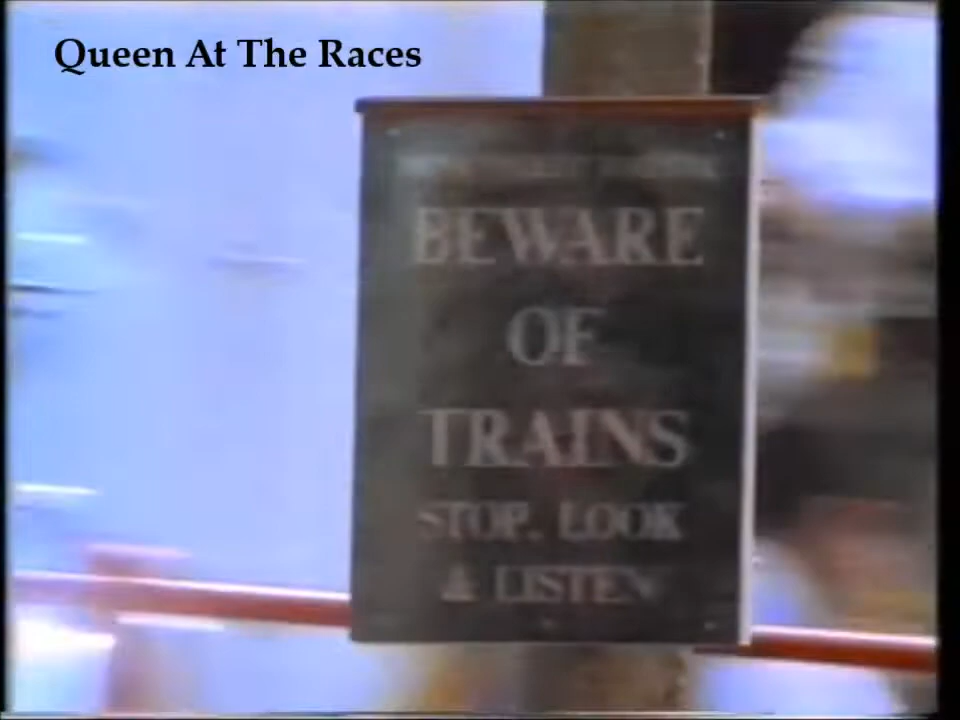 Queen At The Races
BEWARE
OF
TRAINS
STOP. LOOK
& LISTEN